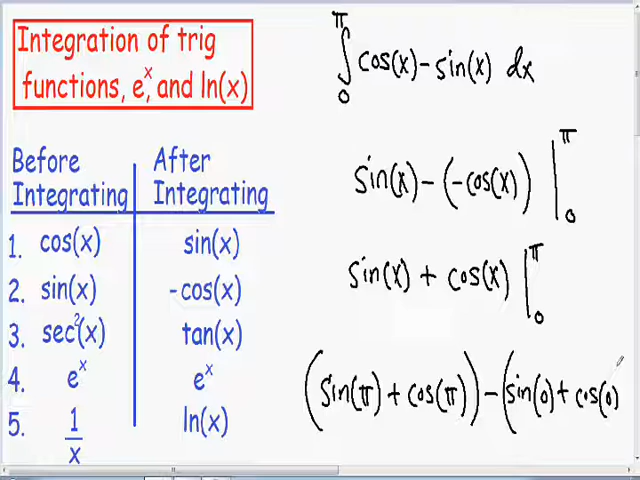 Integration of trig
functions, e^x, and ln(x)
Before Integrating
After Integrating
1. cos(x) sin(x)
2. sin(x) -cos(x)
3. sec²(x) tan(x)
4. e^x e^x
5. 1/x ln(x)
∫₀^π cos(x) - sin(x) dx
sin(x) - (-cos(x)) |₀^π
sin(x) + cos(x) |₀^π
(sin(π) + cos(π)) - (sin(0) + cos(0)